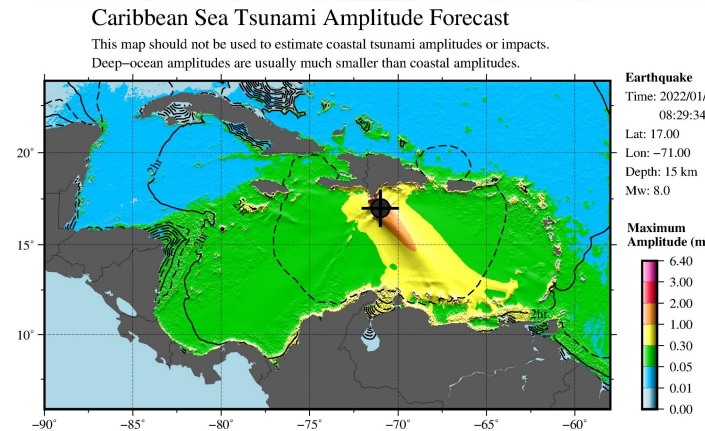 Caribbean Sea Tsunami Amplitude Forecast
This map should not be used to estimate coastal tsunami amplitudes or impacts.
Deep−ocean amplitudes are usually much smaller than coastal amplitudes.
Earthquake
Time: 2022/01/
08:29:34
Lat: 17.00
Lon: −71.00
Depth: 15 km
Mw: 8.0
Maximum
Amplitude (m
6.40
3.00
2.00
1.00
0.30
0.05
0.01
0.00
20°
15°
10°
2hr
2hr
−90°
−85°
−80°
−75°
−70°
−65°
−60°